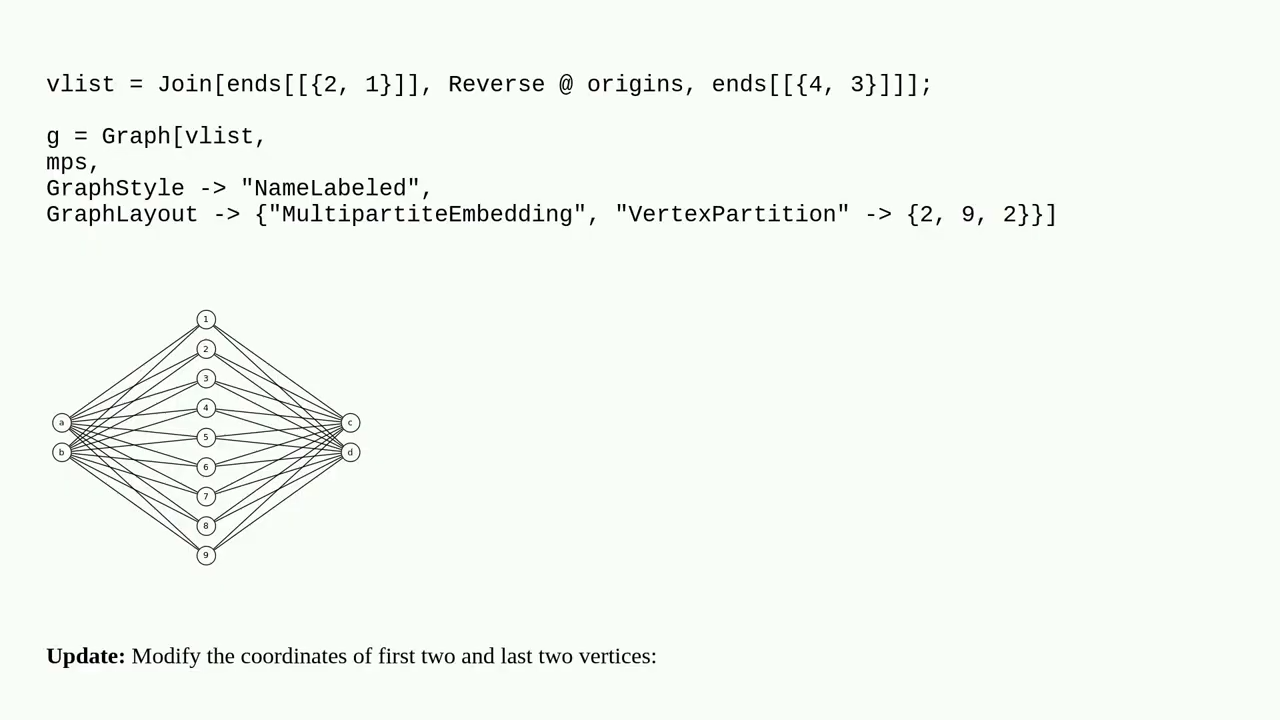 vlist = Join[ends[[{2, 1}]], Reverse @ origins, ends[[{4, 3}]]];
g = Graph[vlist,
mps,
GraphStyle -> "NameLabeled",
GraphLayout -> {"MultipartiteEmbedding", "VertexPartition" -> {2, 9, 2}}]
1
2
3
a
4
c
5
b
6
d
7
8
9
Update: Modify the coordinates of first two and last two vertices: